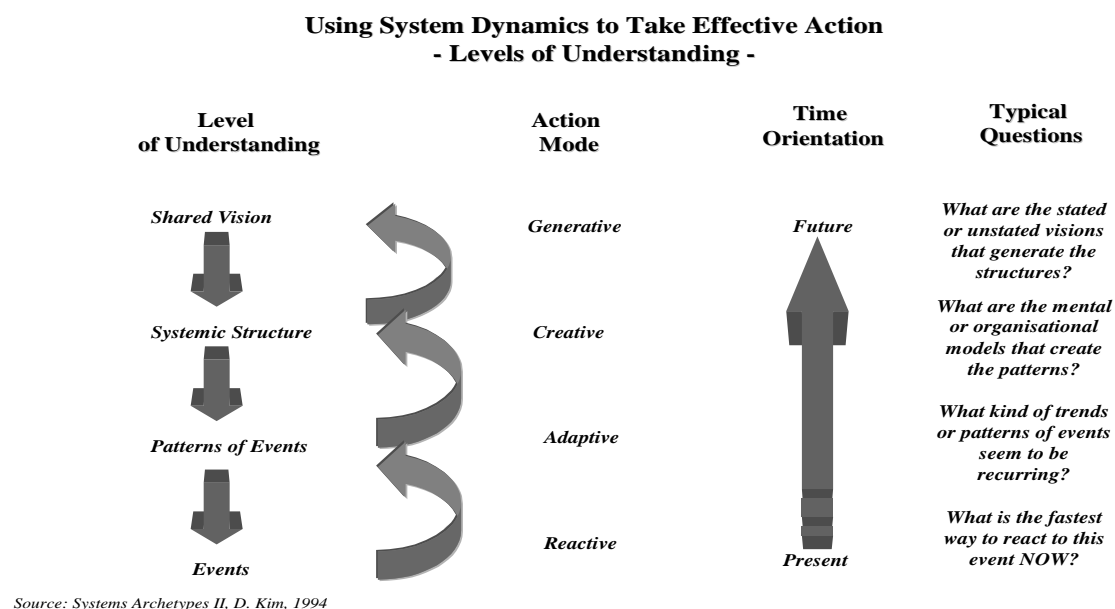 Using System Dynamics to Take Effective Action
- Levels of Understanding -
Level
of Understanding
Action
Mode
Time
Orientation
Typical
Questions
Shared Vision
Generative
Future
What are the stated
or unstated visions
that generate the
structures?
Systemic Structure
Creative
What are the mental
or organisational
models that create
the patterns?
Patterns of Events
Adaptive
What kind of trends
or patterns of events
seem to be
recurring?
Events
Reactive
Present
What is the fastest
way to react to this
event NOW?
Source: Systems Archetypes II, D. Kim, 1994